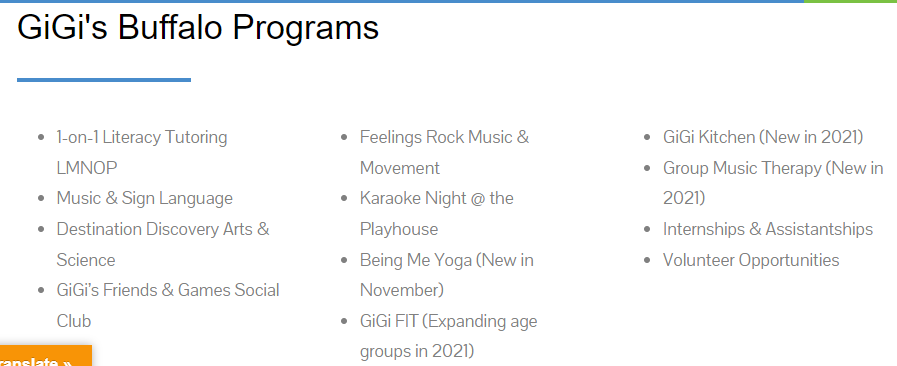 GiGi's Buffalo Programs
1-on-1 Literacy Tutoring
LMNOP
Music & Sign Language
Destination Discovery Arts &
Science
GiGi’s Friends & Games Social
Club
Feelings Rock Music &
Movement
Karaoke Night @ the
Playhouse
Being Me Yoga (New in
November)
GiGi FIT (Expanding age
groups in 2021)
GiGi Kitchen (New in 2021)
Group Music Therapy (New in
2021)
Internships & Assistantships
Volunteer Opportunities
ranslate »